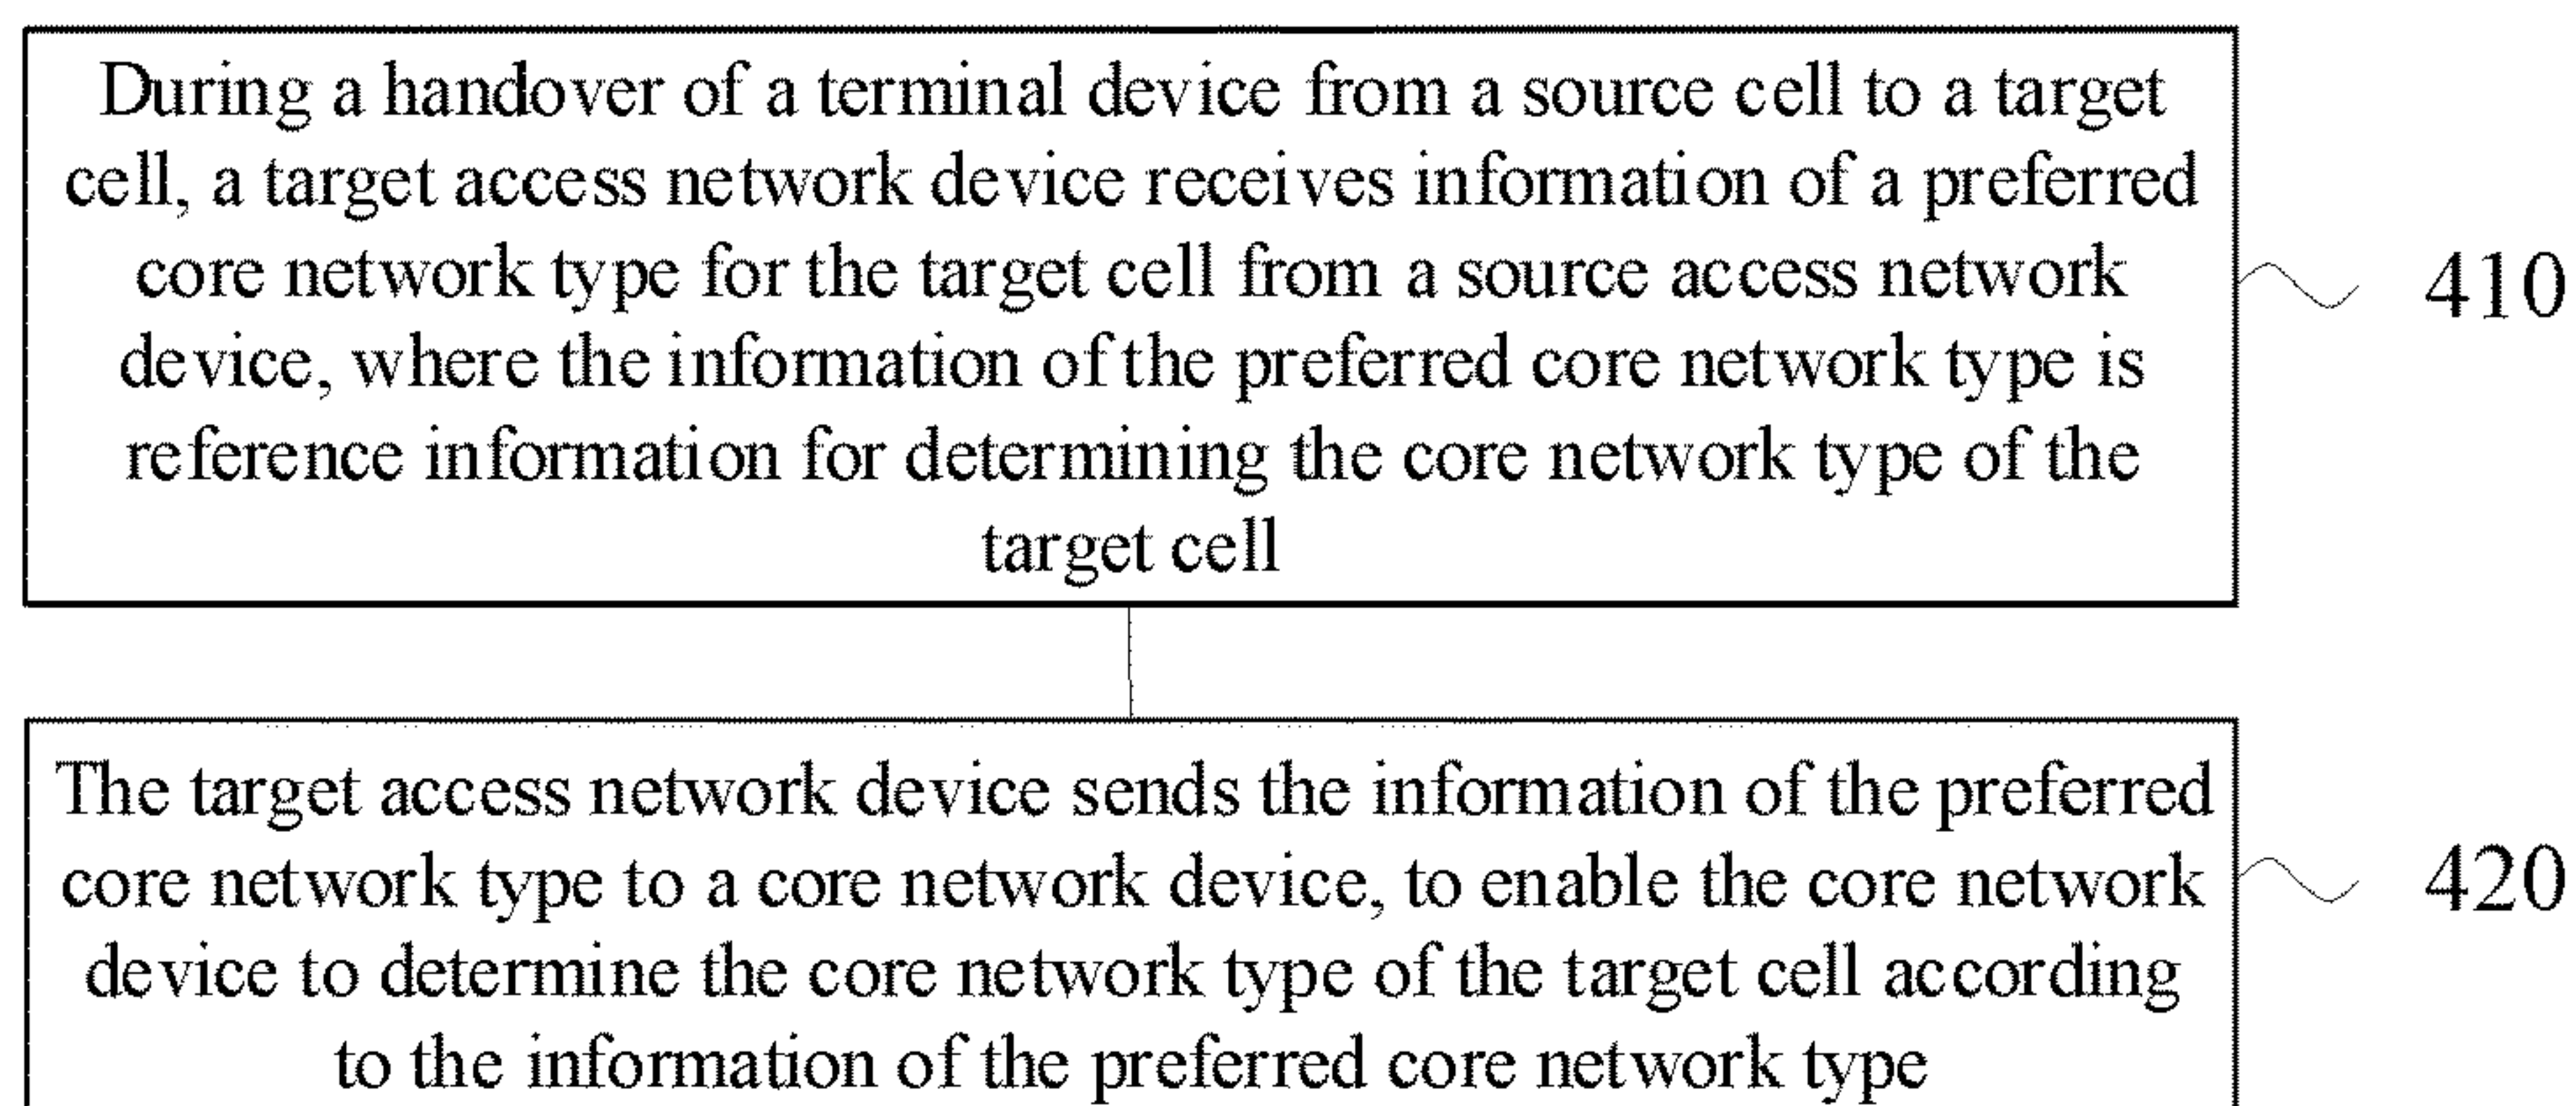 During a handover of a terminal device from a source cell to a target
cell, a target access network device receives information of a preferred
core network type for the target cell from a source access network
device, where the information of the preferred core network type is
reference information for determining the core network type of the
target cell
410
The target access network device sends the information of the preferred
core network type to a core network device, to enable the core network
device to determine the core network type of the target cell according
to the information of the preferred core network type
420